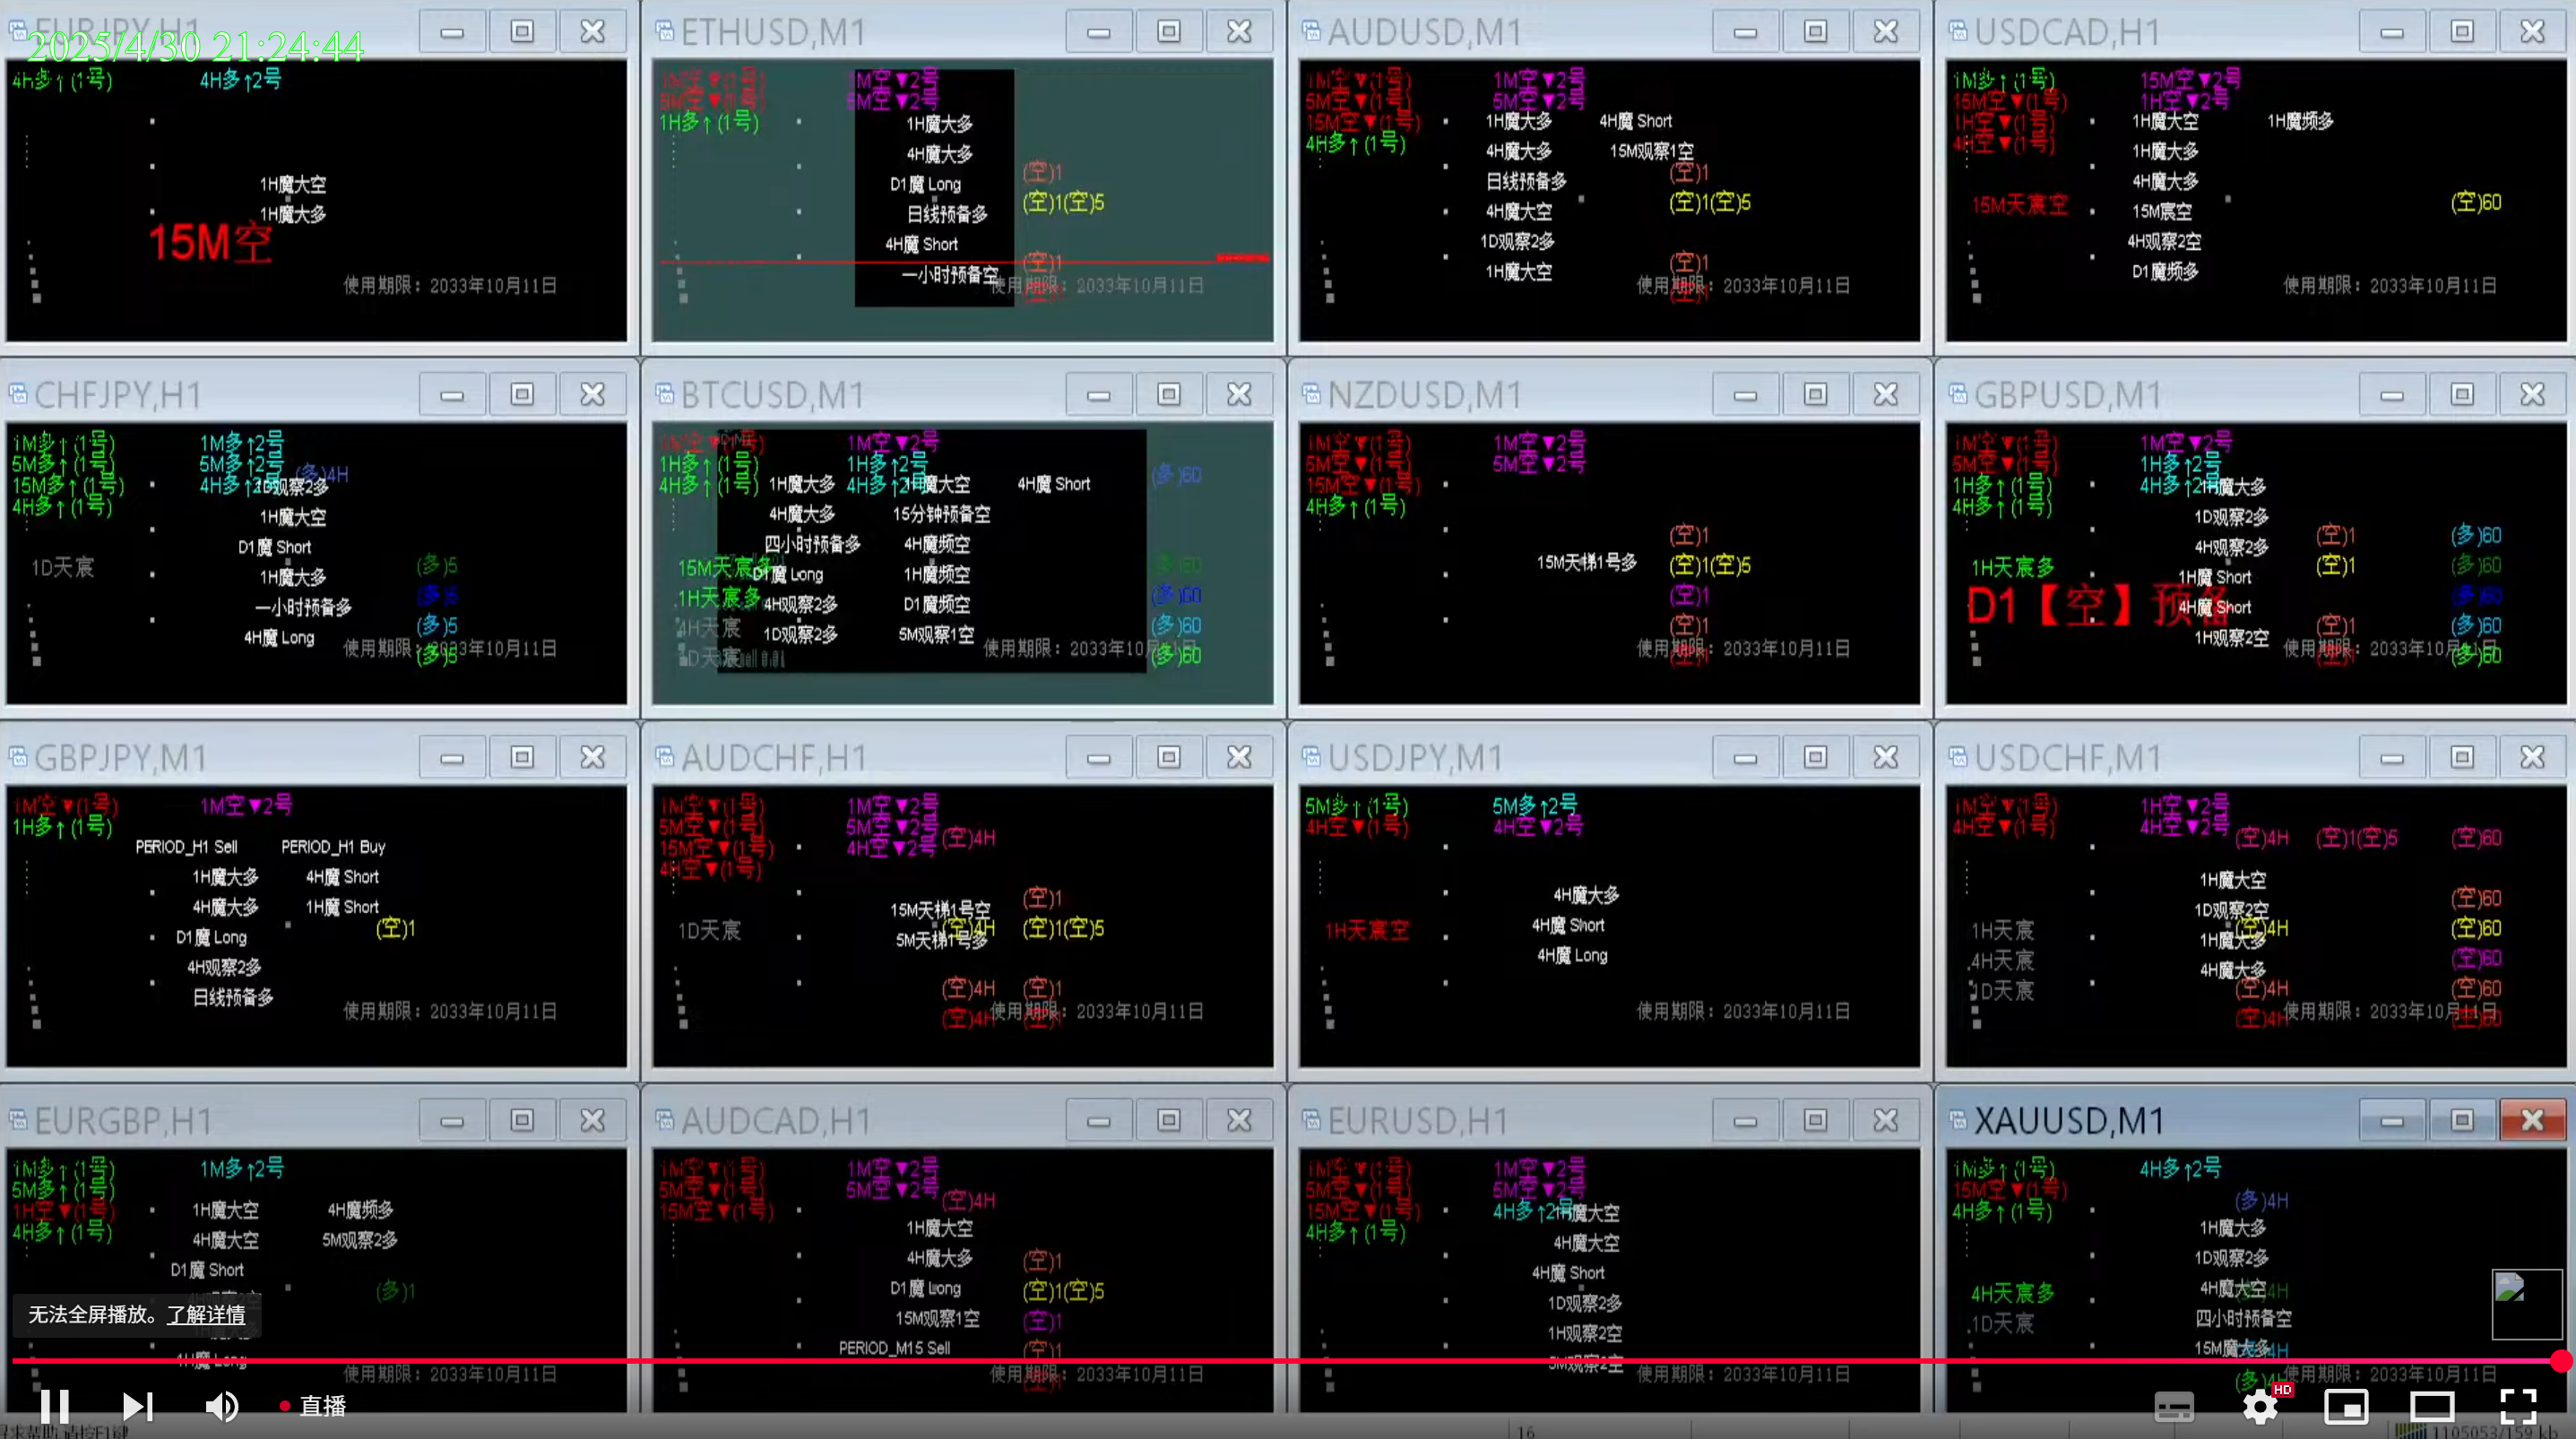 EURJPY,H1
2025/4/30 21:24:44
4H多↑(1号) 4H多↑2号
1H魔大空
1H魔大多
15M空
使用期限：2033年10月11日
ETHUSD,M1
1M空▼(1号) 1M空▼2号
5M空▼(1号) 5M空▼2号
1H多↑(1号)
1H魔大多
4H魔大多
(空)1
D1魔 Long
(空)1(空)5
日线预备多
4H魔 Short
(空)1
一小时预备空
使用期限：2033年10月11日
AUDUSD,M1
1M空▼(1号) 1M空▼2号
5M空▼(1号) 5M空▼2号
15M空▼(1号) 1H魔大多 4H魔 Short
4H多↑(1号) 4H魔大多 15M观察1空
(空)1
日线预备多
(空)1(空)5
4H魔大空
1D观察2多
(空)1
1H魔大空
使用期限：2033年10月11日
USDCAD,H1
1M多↑(1号) 15M空▼2号
15M空▼(1号) 1H空▼2号
1H空▼(1号) 1H魔大空 1H魔频多
4H空▼(1号) 1H魔大多
4H魔大多
15M天宸空 15M宸空 (空)60
4H观察2空
D1魔频多
使用期限：2033年10月11日
CHFJPY,H1
1M多↑(1号) 1M多↑2号
5M多↑(1号) 5M多↑2号 (多)4H
15M多↑(1号) 4H多↑2号 1D观察2多
4H多↑(1号) 1H魔大空
D1魔 Short
1D天宸 (多)5
1H魔大多
一小时预备多 (多)5
4H魔 Long (多)5
使用期限：2033年10月11日
(多)5
BTCUSD,M1
1M空▼2号
1H多↑(1号) 1H多↑2号 (多)60
4H多↑(1号) 1H魔大多 4H多↑2号 魔大空 4H魔 Short
4H魔大多 15分钟预备空
四小时预备多 4H魔频空
15M天宸多 (多)60
D1魔 Long 1H魔频空
1H天宸多 4H观察2多 D1魔频空 (多)60
4H天宸 1D观察2多 5M观察1空 (多)60
1D天宸 使用期限：2033年10月11日
(多)60
NZDUSD,M1
1M空▼(1号) 1M空▼2号
5M空▼(1号) 5M空▼2号
15M空▼(1号)
4H多↑(1号)
(空)1
15M天梯1号多 (空)1(空)5
(空)1
(空)1
使用期限：2033年10月11日
GBPUSD,M1
1M空▼(1号) 1M空▼2号
5M空▼(1号) 1H多↑2号
1H多↑(1号) 4H多↑2号 魔大多
4H多↑(1号) 1D观察2多
4H观察2多 (空)1 (多)60
1H天宸多 (空)1 (多)60
1H魔 Short
D1【空】预备 4H魔 Short (多)60
1H观察2空 (空)1 (多)60
使用期限：2033年10月11日
(多)60
GBPJPY,M1
1M空▼(1号) 1M空▼2号
1H多↑(1号)
PERIOD_H1 Sell PERIOD_H1 Buy
1H魔大多 4H魔 Short
4H魔大多 1H魔 Short
(空)1
D1魔 Long
4H观察2多
日线预备多
使用期限：2033年10月11日
AUDCHF,H1
1M空▼(1号) 1M空▼2号
5M空▼(1号) 5M空▼2号 (空)4H
15M空▼(1号) 4H空▼2号
4H空▼(1号)
15M天梯1号空 (空)1
1D天宸 (空)4H (空)1(空)5
5M天梯1号多
(空)4H (空)1
(空)4H 使用期限：2033年10月11日
USDJPY,M1
5M多↑(1号) 5M多↑2号
4H空▼(1号) 4H空▼2号
4H魔大多
1H天宸空 4H魔 Short
4H魔 Long
使用期限：2033年10月11日
USDCHF,M1
1M空▼(1号) 1H空▼2号
4H空▼(1号) 4H空▼2号
(空)4H (空)1(空)5 (空)60
1H魔大空
1D观察2空 (空)60
1H天宸 (空)4H (空)60
1H魔大多
4H天宸 4H魔大多 (空)60
1D天宸 (空)4H (空)60
(空)4H 使用期限：2033年10月11日
EURGBP,H1
1M多↑(1号) 1M多↑2号
5M多↑(1号)
1H空▼(1号) 1H魔大空 4H魔频多
4H多↑(1号) 4H魔大空 5M观察2多
D1魔 Short
(多)1
无法全屏播放。了解详情
4H魔 Long
使用期限：2033年10月11日
AUDCAD,H1
1M空▼(1号) 1M空▼2号
5M空▼(1号) 5M空▼2号 (空)4H
15M空▼(1号)
1H魔大空
4H魔大多 (空)1
D1魔 Long (空)1(空)5
15M观察1空 (空)1
PERIOD_M15 Sell (空)1
使用期限：2033年10月11日
EURUSD,H1
1M空▼(1号) 1M空▼2号
5M空▼(1号) 5M空▼2号
15M空▼(1号) 4H多↑2号 魔大空
4H多↑(1号) 4H魔大空
4H魔 Short
1D观察2多
1H观察2空
5M观察2空
使用期限：2033年10月11日
XAUUSD,M1
1M多↑(1号) 4H多↑2号
15M空▼(1号) (多)4H
4H多↑(1号)
1H魔大多
1D观察2多
4H天宸多 4H魔大空
1D天宸 四小时预备空
15M魔大多
使用期限：2033年10月11日
直播
HD
16
1105053/159 kb